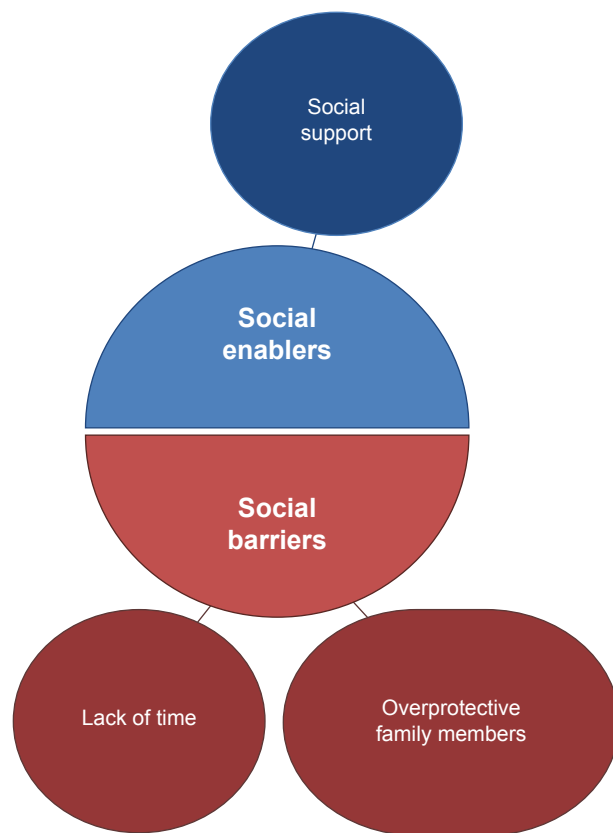 Social
support
Social
enablers
Social
barriers
Lack of time
Overprotective
family members